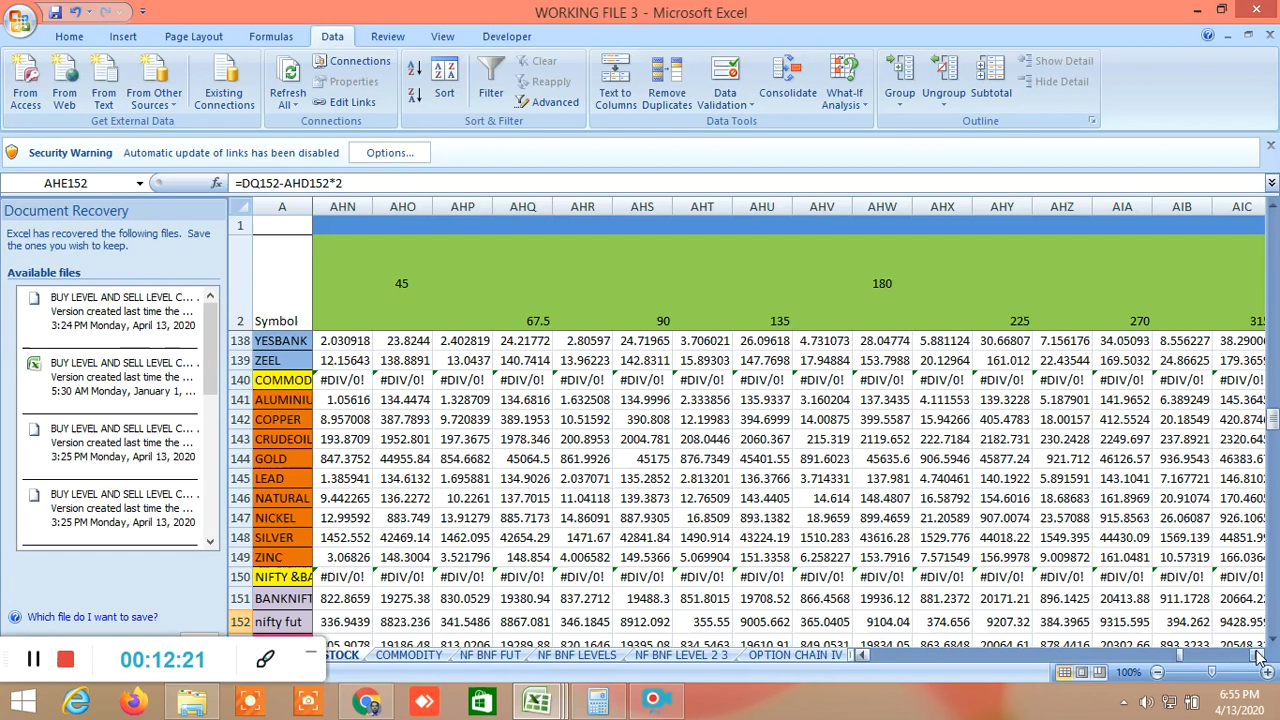 WORKING FILE 3 - Microsoft Excel
Home Insert Page Layout Formulas Data Review View Developer
From Access From Web From Text From Other Sources Existing Connections Refresh All Connections Properties Edit Links Sort Filter Clear Reapply Advanced Text to Columns Remove Duplicates Data Validation Consolidate What-If Analysis Group Ungroup Subtotal Show Detail Hide Detail
Get External Data Connections Sort & Filter Data Tools Outline
Security Warning Automatic update of links has been disabled Options...
AHE152 fx =DQ152-AHD152*2
Document Recovery
Excel has recovered the following files. Save the ones you wish to keep.
Available files
BUY LEVEL AND SELL LEVEL C...
Version created last time the ...
3:24 PM Monday, April 13, 2020
BUY LEVEL AND SELL LEVEL C...
Version created last time the ...
5:30 AM Monday, January 1, ...
BUY LEVEL AND SELL LEVEL C...
Version created last time the ...
3:25 PM Monday, April 13, 2020
BUY LEVEL AND SELL LEVEL C...
Version created last time the ...
3:25 PM Monday, April 13, 2020
Which file do I want to save?
A AHN AHO AHP AHQ AHR AHS AHT AHU AHV AHW AHX AHY AHZ AIA AIB AIC
1
45 180
2 Symbol 67.5 90 135 225 270 315
138 YESBANK 2.030918 23.8244 2.402819 24.21772 2.80597 24.71965 3.706021 26.09618 4.731073 28.04774 5.881124 30.66807 7.156176 34.05093 8.556227 38.29000
139 ZEEL 12.15643 138.8891 13.0437 140.7414 13.96223 142.8311 15.89303 147.7698 17.94884 153.7988 20.12964 161.012 22.43544 169.5032 24.86625 179.365
140 COMMOD #DIV/0! #DIV/0! #DIV/0! #DIV/0! #DIV/0! #DIV/0! #DIV/0! #DIV/0! #DIV/0! #DIV/0! #DIV/0! #DIV/0! #DIV/0! #DIV/0! #DIV/0! #DIV/0!
141 ALUMINIU 1.05616 134.4474 1.328709 134.6816 1.632508 134.9996 2.333856 135.9337 3.160204 137.3435 4.111553 139.3228 5.187901 141.9652 6.389249 145.364
142 COPPER 8.957008 387.7893 9.720839 389.1953 10.51592 390.808 12.19983 394.6999 14.00875 399.5587 15.94266 405.4783 18.00157 412.5524 20.18549 420.874
143 CRUDEOIL 193.8709 1952.801 197.3675 1978.346 200.8953 2004.781 208.0446 2060.367 215.319 2119.652 222.7184 2182.731 230.2428 2249.697 237.8921 2320.64
144 GOLD 847.3752 44955.84 854.6682 45064.5 861.9926 45175 876.7349 45401.55 891.6023 45635.6 906.5946 45877.24 921.712 46126.57 936.9543 46383.6
145 LEAD 1.385941 134.6132 1.695881 134.9026 2.037071 135.2852 2.813201 136.3766 3.714331 137.981 4.740461 140.1922 5.891591 143.1041 7.167721 146.810
146 NATURAL 9.442265 136.2272 10.2261 137.7015 11.04118 139.3873 12.76509 143.4405 14.614 148.4807 16.58792 154.6016 18.68683 161.8969 20.91074 170.460
147 NICKEL 12.99592 883.749 13.91279 885.7173 14.86091 887.9305 16.8509 893.1382 18.9659 899.4659 21.20589 907.0074 23.57088 915.8563 26.06087 926.106
148 SILVER 1452.552 42469.14 1462.095 42654.29 1471.67 42841.84 1490.914 43224.19 1510.283 43616.28 1529.776 44018.22 1549.395 44430.09 1569.139 44851.9
149 ZINC 3.06826 148.3004 3.521796 148.854 4.006582 149.5366 5.04906 151.3358 6.258227 153.7916 7.571395 156.9978 9.009872 161.0481 10.57319 166.036
150 NIFTY &BA #DIV/0! #DIV/0! #DIV/0! #DIV/0! #DIV/0! #DIV/0! #DIV/0! #DIV/0! #DIV/0! #DIV/0! #DIV/0! #DIV/0! #DIV/0! #DIV/0! #DIV/0! #DIV/0!
151 BANKNIFT 822.8659 19275.38 830.0529 19380.94 837.2712 19488.3 851.8019 19708.52 866.4568 19936.12 881.2372 20171.21 896.1425 20413.88 911.1728 20664.2
152 nifty fut 336.9439 8823.236 341.5486 8867.081 346.1845 8912.092 355.55 9005.662 365.0405 9104.04 374.656 9207.32 384.3965 9315.595 394.262 9428.95
STOCK COMMODITY NF BNF FUT NF BNF LEVELS NF BNF LEVEL 2 3 OPTION CHAIN IV
100%
00:12:21
6:55 PM
4/13/2020